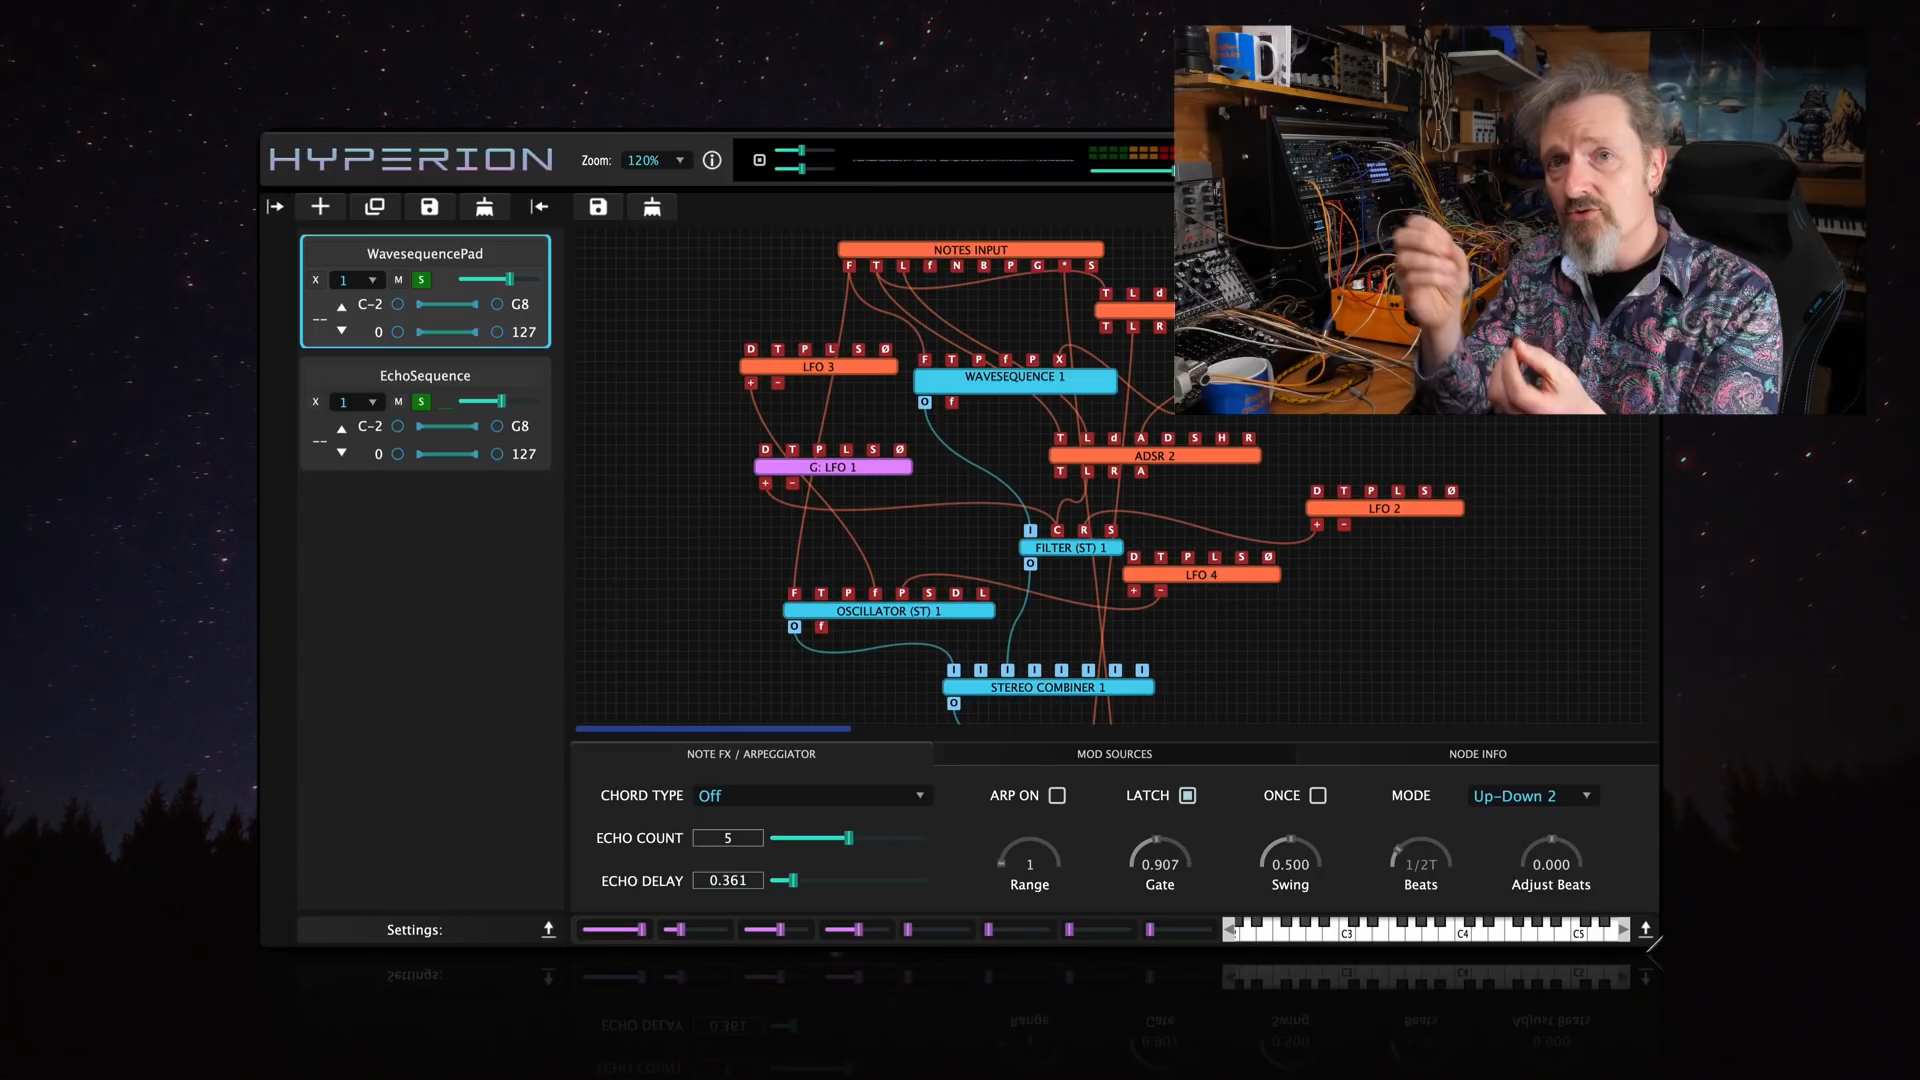 HYPERION
Zoom: 120%
WavesequencePad
X 1 M S
C-2 G8
--
0 127
EchoSequence
X 1 M S
C-2 G8
--
0 127
Settings:
NOTES INPUT
F T L f N B P G * S
T L d
T L R
D T P L S Ø
LFO 3
+ −
F T P f P X
WAVESEQUENCE 1
O f
T L d A D S H R
ADSR 2
T L R A
D T P L S Ø
G: LFO 1
+ −
D T P L S Ø
LFO 2
+ −
I C R S
FILTER (ST) 1
O
D T P L S Ø
LFO 4
+ −
F T P f P S D L
OSCILLATOR (ST) 1
O f
I I I I I I I I
STEREO COMBINER 1
O
NOTE FX / ARPEGGIATOR MOD SOURCES NODE INFO
CHORD TYPE Off ARP ON LATCH ONCE MODE Up-Down 2
ECHO COUNT 5
ECHO DELAY 0.361
1 0.907 0.500 1/2T 0.000
Range Gate Swing Beats Adjust Beats
C3 C4 C5